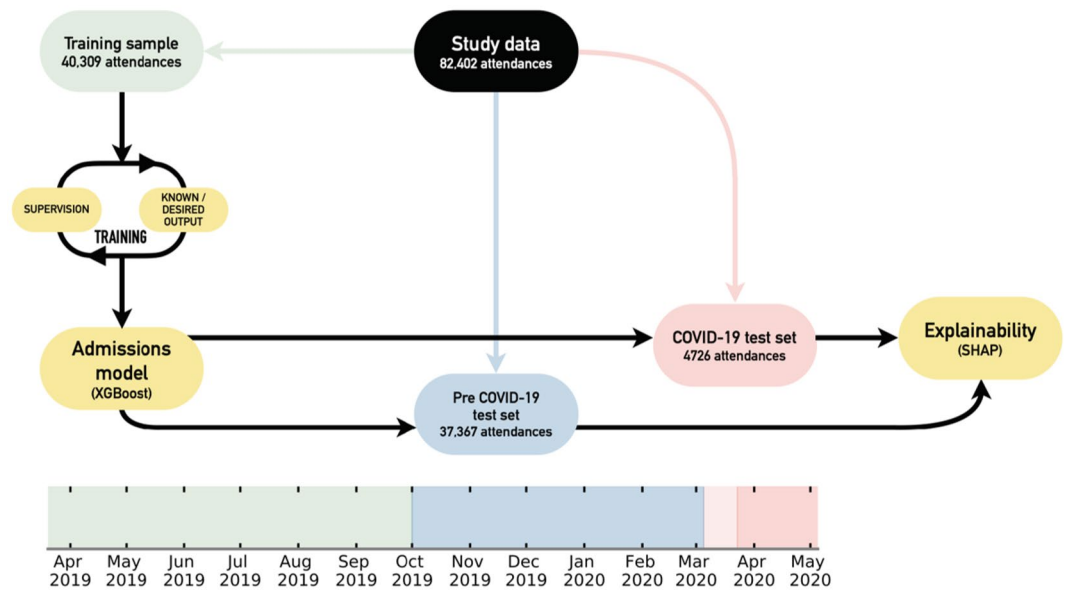 Training sample
40,309 attendances
Study data
82,402 attendances
SUPERVISION
KNOWN /
DESIRED
OUTPUT
TRAINING
Admissions
model
(XGBoost)
COVID-19 test set
4726 attendances
Explainability
(SHAP)
Pre COVID-19
test set
37,367 attendances
Apr May Jun Jul Aug Sep Oct Nov Dec Jan Feb Mar Apr May
2019 2019 2019 2019 2019 2019 2019 2019 2019 2020 2020 2020 2020 2020